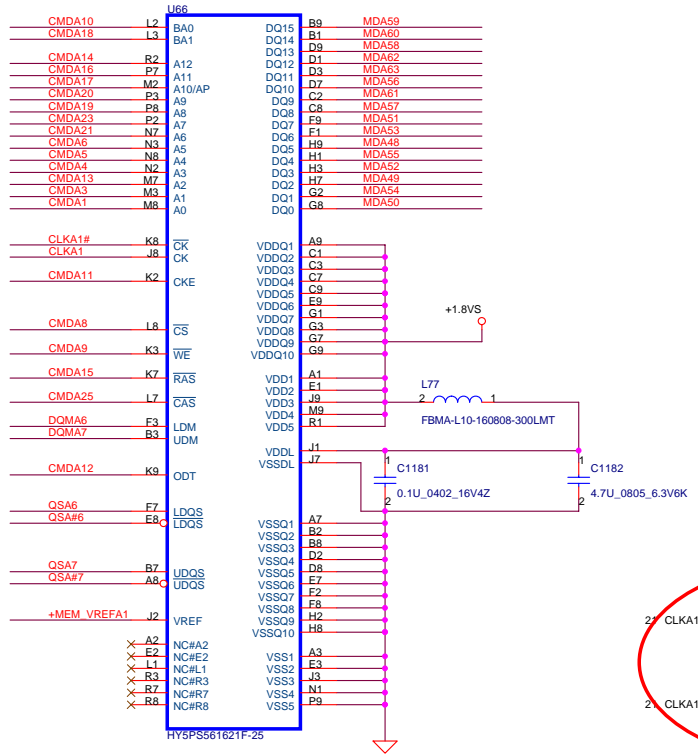 U66
CMDA10 L2 BA0 DQ15 B9 MDA59
CMDA18 L3 BA1 DQ14 B1 MDA60
DQ13 D9 MDA58
CMDA14 R2 A12 DQ12 D1 MDA62
CMDA16 P7 A11 DQ11 D3 MDA63
CMDA17 M2 A10/AP DQ10 D7 MDA56
CMDA20 P3 A9 DQ9 C2 MDA61
CMDA19 P8 A8 DQ8 C8 MDA57
CMDA23 P2 A7 DQ7 F9 MDA51
CMDA21 N7 A6 DQ6 F1 MDA53
CMDA6 N3 A5 DQ5 H9 MDA48
CMDA5 N8 A4 DQ4 H1 MDA55
CMDA4 N2 A3 DQ3 H3 MDA52
CMDA13 M7 A2 DQ2 H7 MDA49
CMDA3 M3 A1 DQ1 G2 MDA54
CMDA1 M8 A0 DQ0 G8 MDA50
CLKA1# K8 CK VDDQ1 A9
CLKA1 J8 CK VDDQ2 C1
VDDQ3 C3
CMDA11 K2 CKE VDDQ4 C7
VDDQ5 C9
VDDQ6 E9
VDDQ7 G1
+1.8VS
CMDA8 L8 CS VDDQ8 G3
VDDQ9 G7
CMDA9 K3 WE VDDQ10 G9
CMDA15 K7 RAS VDD1 A1
VDD2 E1
L77
CMDA25 L7 CAS VDD3 J9 2 1
VDD4 M9
FBMA-L10-160808-300LMT
DQMA6 F3 LDM VDD5 R1
DQMA7 B3 UDM
VDDL J1
VSSDL J7
1 1
CMDA12 K9 ODT
C1181 C1182
0.1U_0402_16V4Z 4.7U_0805_6.3V6K
2 2
QSA6 F7 LDQS
QSA#6 E8 LDQS VSSQ1 A7
VSSQ2 B2
VSSQ3 B8
VSSQ4 D2
QSA7 B7 UDQS VSSQ5 D8
QSA#7 A8 UDQS VSSQ6 E7
VSSQ7 F2
VSSQ8 F8
+MEM_VREFA1 J2 VREF VSSQ9 H2
VSSQ10 H8
A2 NC#A2
E2 NC#E2 VSS1 A3
L1 NC#L1 VSS2 E3
R3 NC#R3 VSS3 J3
R7 NC#R7 VSS4 N1
R8 NC#R8 VSS5 P9
HY5PS561621F-25
21 CLKA1
21 CLKA1